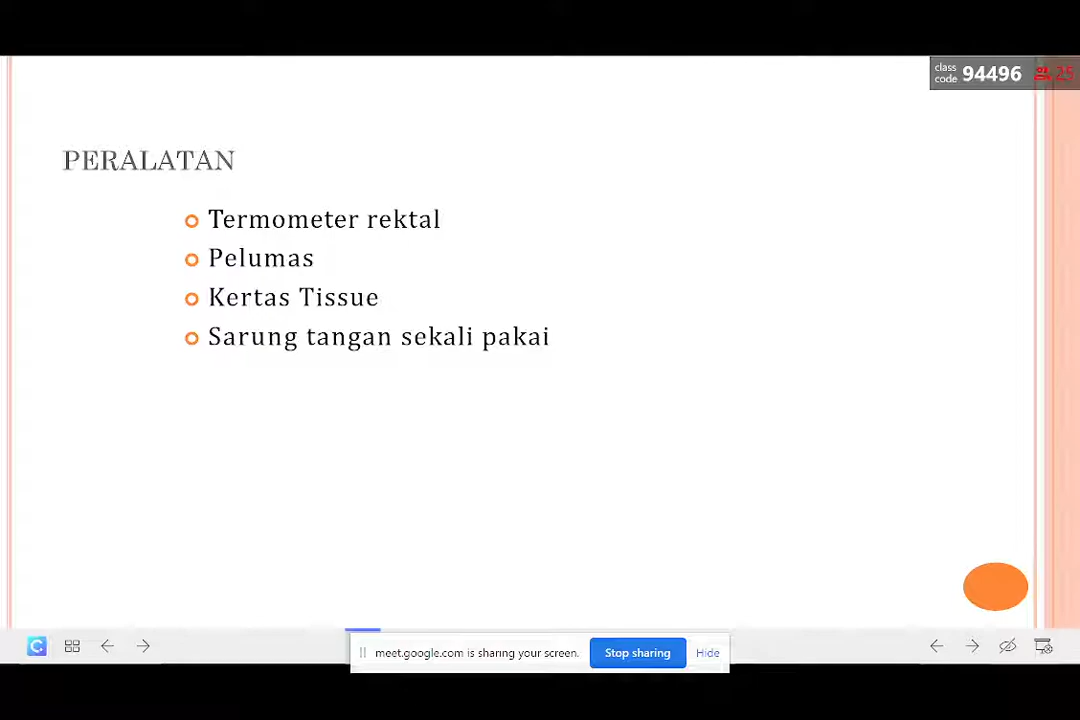 class
code 94496 25
PERALATAN
Termometer rektal
Pelumas
Kertas Tissue
Sarung tangan sekali pakai
meet.google.com is sharing your screen. Stop sharing Hide